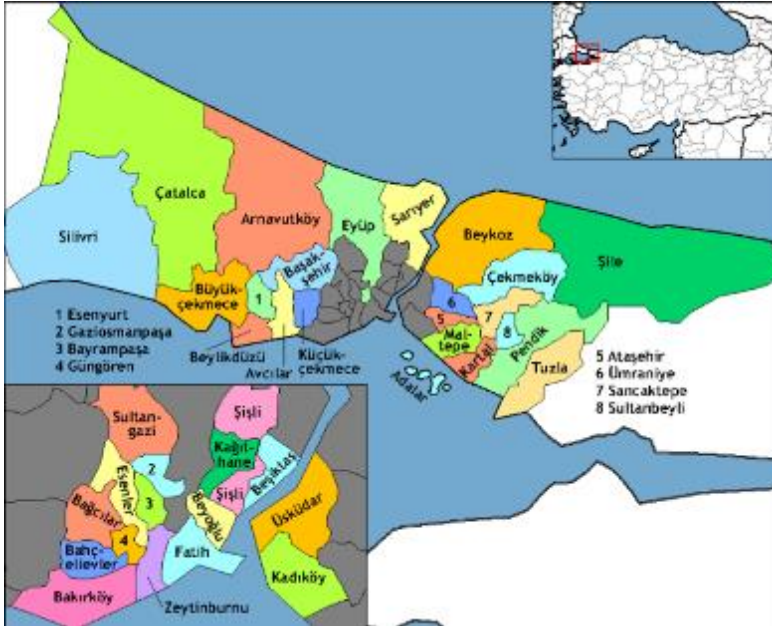 Çatalca
Silivri
Arnavutköy
Eyüp
Sarıyer
Başak-
şehir
Büyük-
çekmece
1
Beylikdüzü
Avcılar
Küçük-
çekmece
1 Esenyurt
2 Gaziosmanpaşa
3 Bayrampaşa
4 Güngören
Beykoz
Şile
Çekmeköy
6
5
7
8
Mal-
tepe
Kartal
Pendik
Tuzla
Adalar
5 Ataşehir
6 Ümraniye
7 Sancaktepe
8 Sultanbeyli
Sultan-
gazi
Şişli
Kağıt-
hane
Beşiktaş
Esenler
2
3
Şişli
Beyoğlu
Üsküdar
Bağcılar
4
Bahç-
elievler
Fatih
Kadıköy
Bakırköy
Zeytinburnu